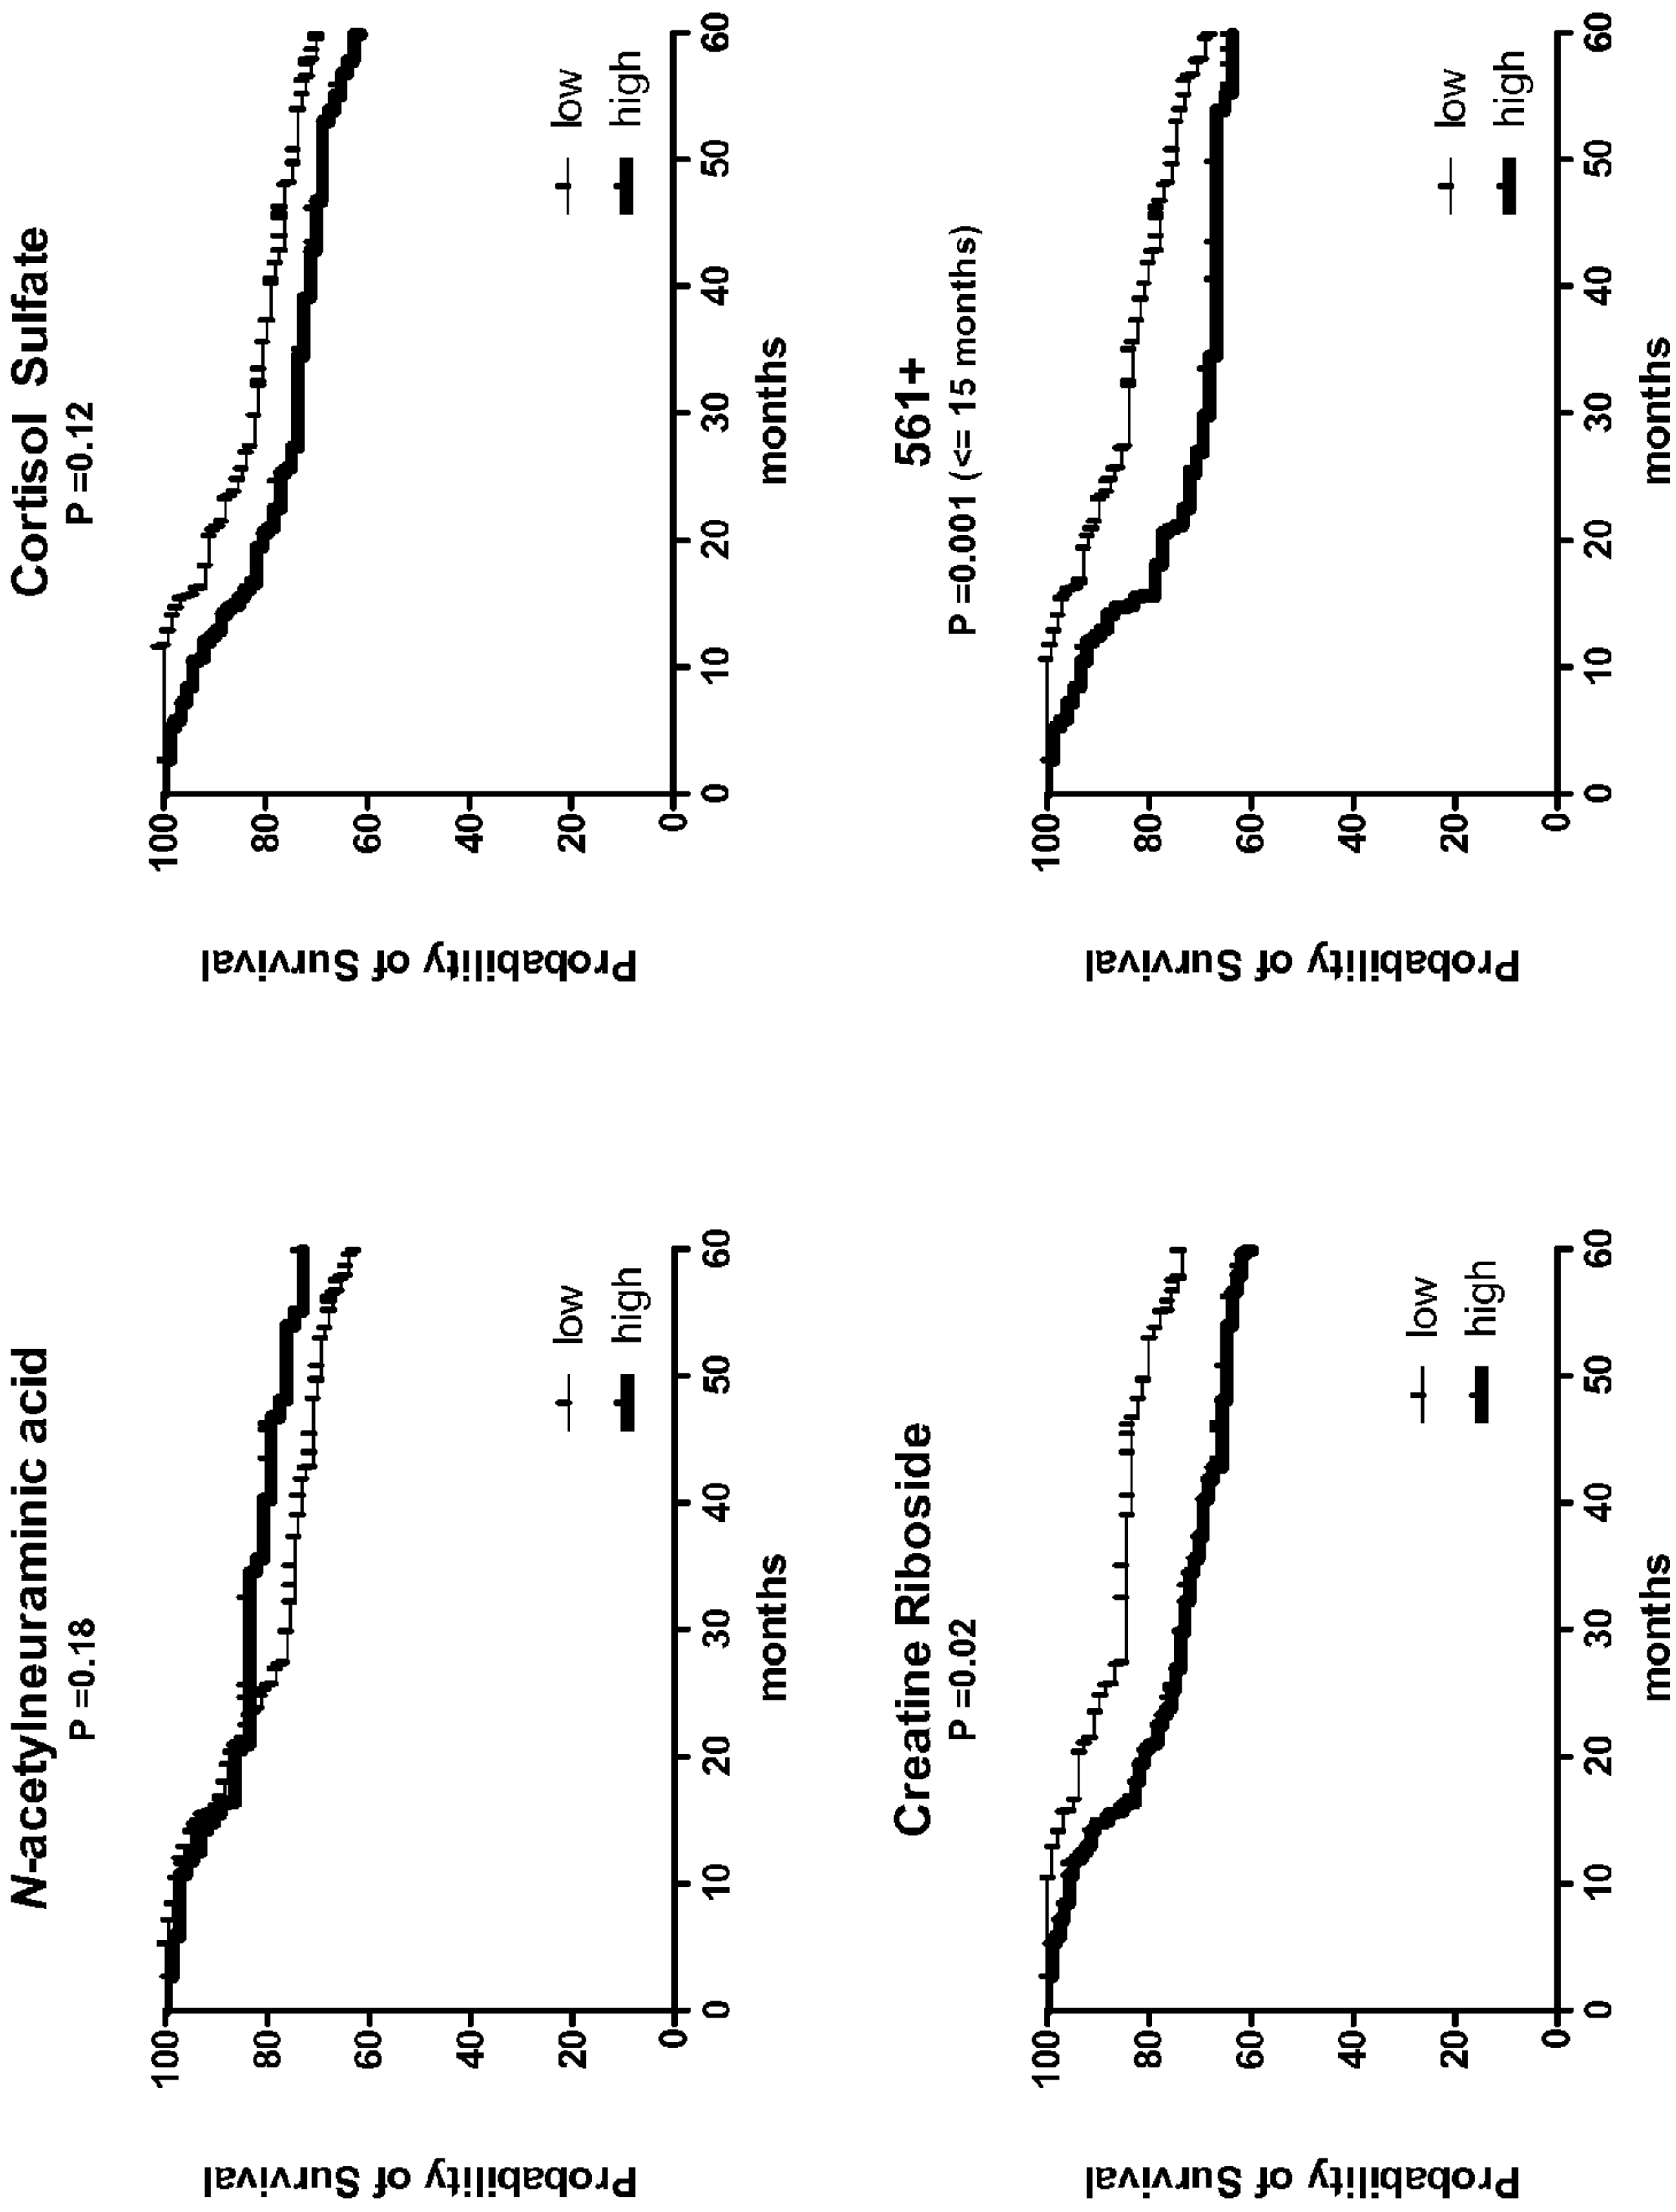 N-acetylneuraminic acid
P =0.18
Probability of Survival
100
80
60
40
20
0
0 10 20 30 40 50 60
months
low
high
Cortisol Sulfate
P =0.12
Probability of Survival
100
80
60
40
20
0
0 10 20 30 40 50 60
months
low
high
Creatine Riboside
P =0.02
Probability of Survival
100
80
60
40
20
0
0 10 20 30 40 50 60
months
low
high
561+
P =0.001 (<= 15 months)
Probability of Survival
100
80
60
40
20
0
0 10 20 30 40 50 60
months
low
high